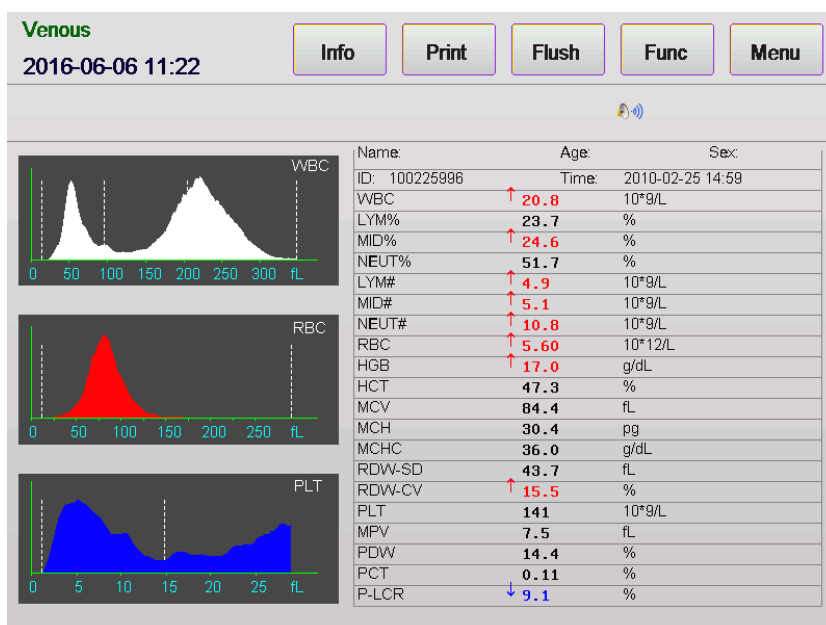 Venous
2016-06-06 11:22
Info Print Flush Func Menu
WBC
0 50 100 150 200 250 300 fL
RBC
0 50 100 150 200 250 fL
PLT
0 5 10 15 20 25 fL
Name: Age: Sex:
ID: 100225996 Time: 2010-02-25 14:59
WBC ↑ 20.8 10*9/L
LYM% 23.7 %
MID% ↑ 24.6 %
NEUT% 51.7 %
LYM# ↑ 4.9 10*9/L
MID# ↑ 5.1 10*9/L
NEUT# ↑ 10.8 10*9/L
RBC ↑ 5.60 10*12/L
HGB ↑ 17.0 g/dL
HCT 47.3 %
MCV 84.4 fL
MCH 30.4 pg
MCHC 36.0 g/dL
RDW-SD 43.7 fL
RDW-CV ↑ 15.5 %
PLT 141 10*9/L
MPV 7.5 fL
PDW 14.4 %
PCT 0.11 %
P-LCR ↓ 9.1 %